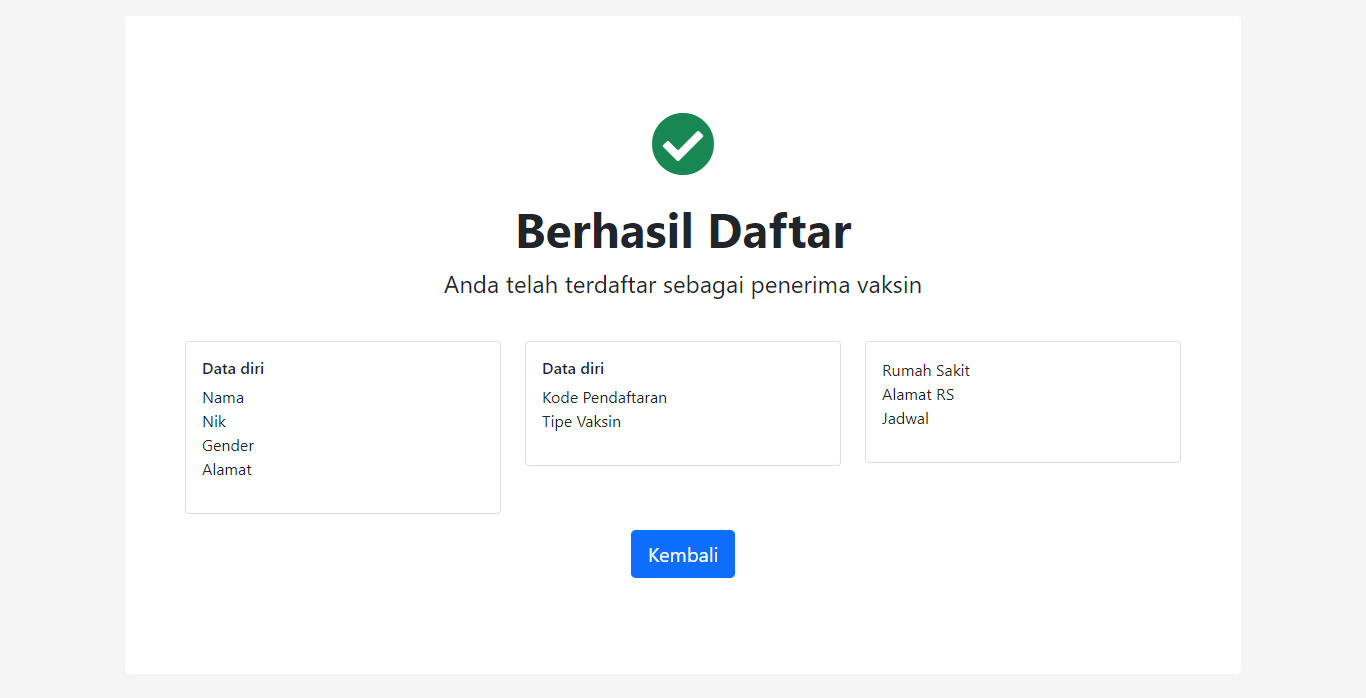 Berhasil Daftar
Anda telah terdaftar sebagai penerima vaksin
Data diri
Nama
Nik
Gender
Alamat
Data diri
Kode Pendaftaran
Tipe Vaksin
Rumah Sakit
Alamat RS
Jadwal
Kembali